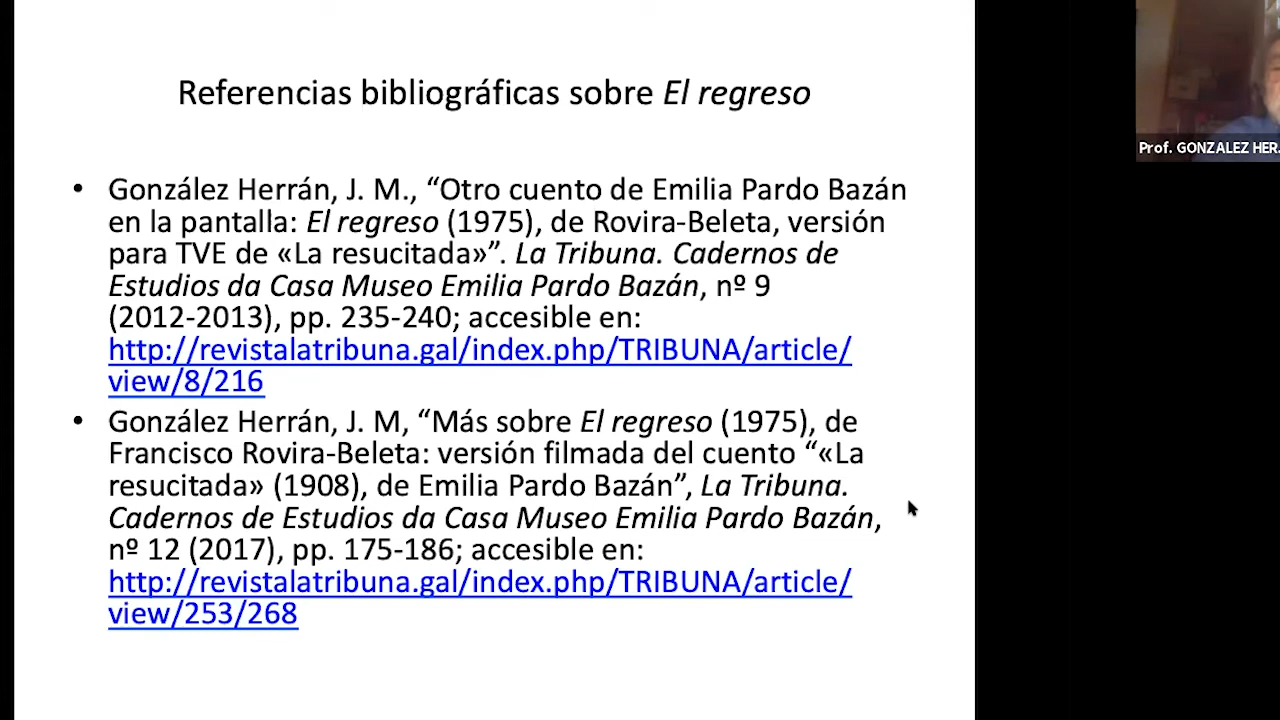 Referencias bibliográficas sobre El regreso
• González Herrán, J. M., “Otro cuento de Emilia Pardo Bazán
en la pantalla: El regreso (1975), de Rovira-Beleta, versión
para TVE de «La resucitada»”. La Tribuna. Cadernos de
Estudios da Casa Museo Emilia Pardo Bazán, nº 9
(2012-2013), pp. 235-240; accesible en:
http://revistalatribuna.gal/index.php/TRIBUNA/article/
view/8/216
• González Herrán, J. M, “Más sobre El regreso (1975), de
Francisco Rovira-Beleta: versión filmada del cuento “«La
resucitada» (1908), de Emilia Pardo Bazán”, La Tribuna.
Cadernos de Estudios da Casa Museo Emilia Pardo Bazán,
nº 12 (2017), pp. 175-186; accesible en:
http://revistalatribuna.gal/index.php/TRIBUNA/article/
view/253/268
Prof. GONZALEZ HER.